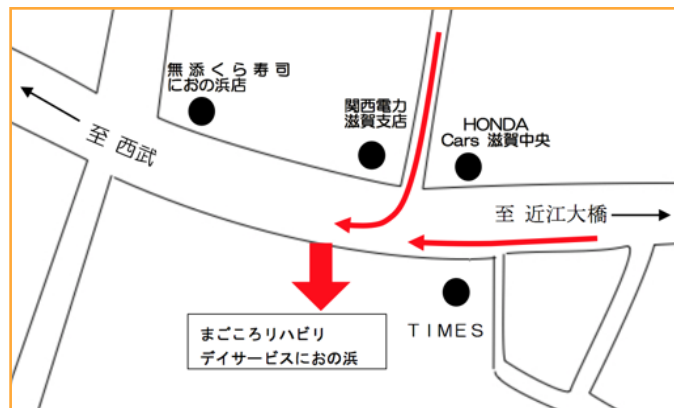 無添くら寿司
におの浜店
関西電力
滋賀支店
HONDA
Cars 滋賀中央
至 西武
至 近江大橋
TIMES
まごころリハビリ
デイサービスにおの浜